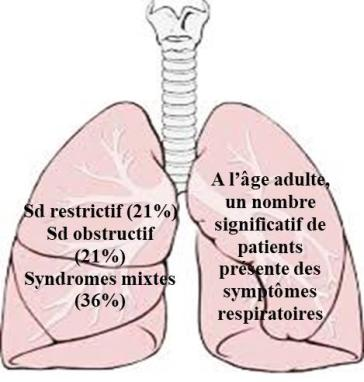 Sd restrictif (21%)
Sd obstructif
(21%)
Syndromes mixtes
(36%)
A l’âge adulte,
un nombre
significatif de
patients
présente des
symptômes
respiratoires